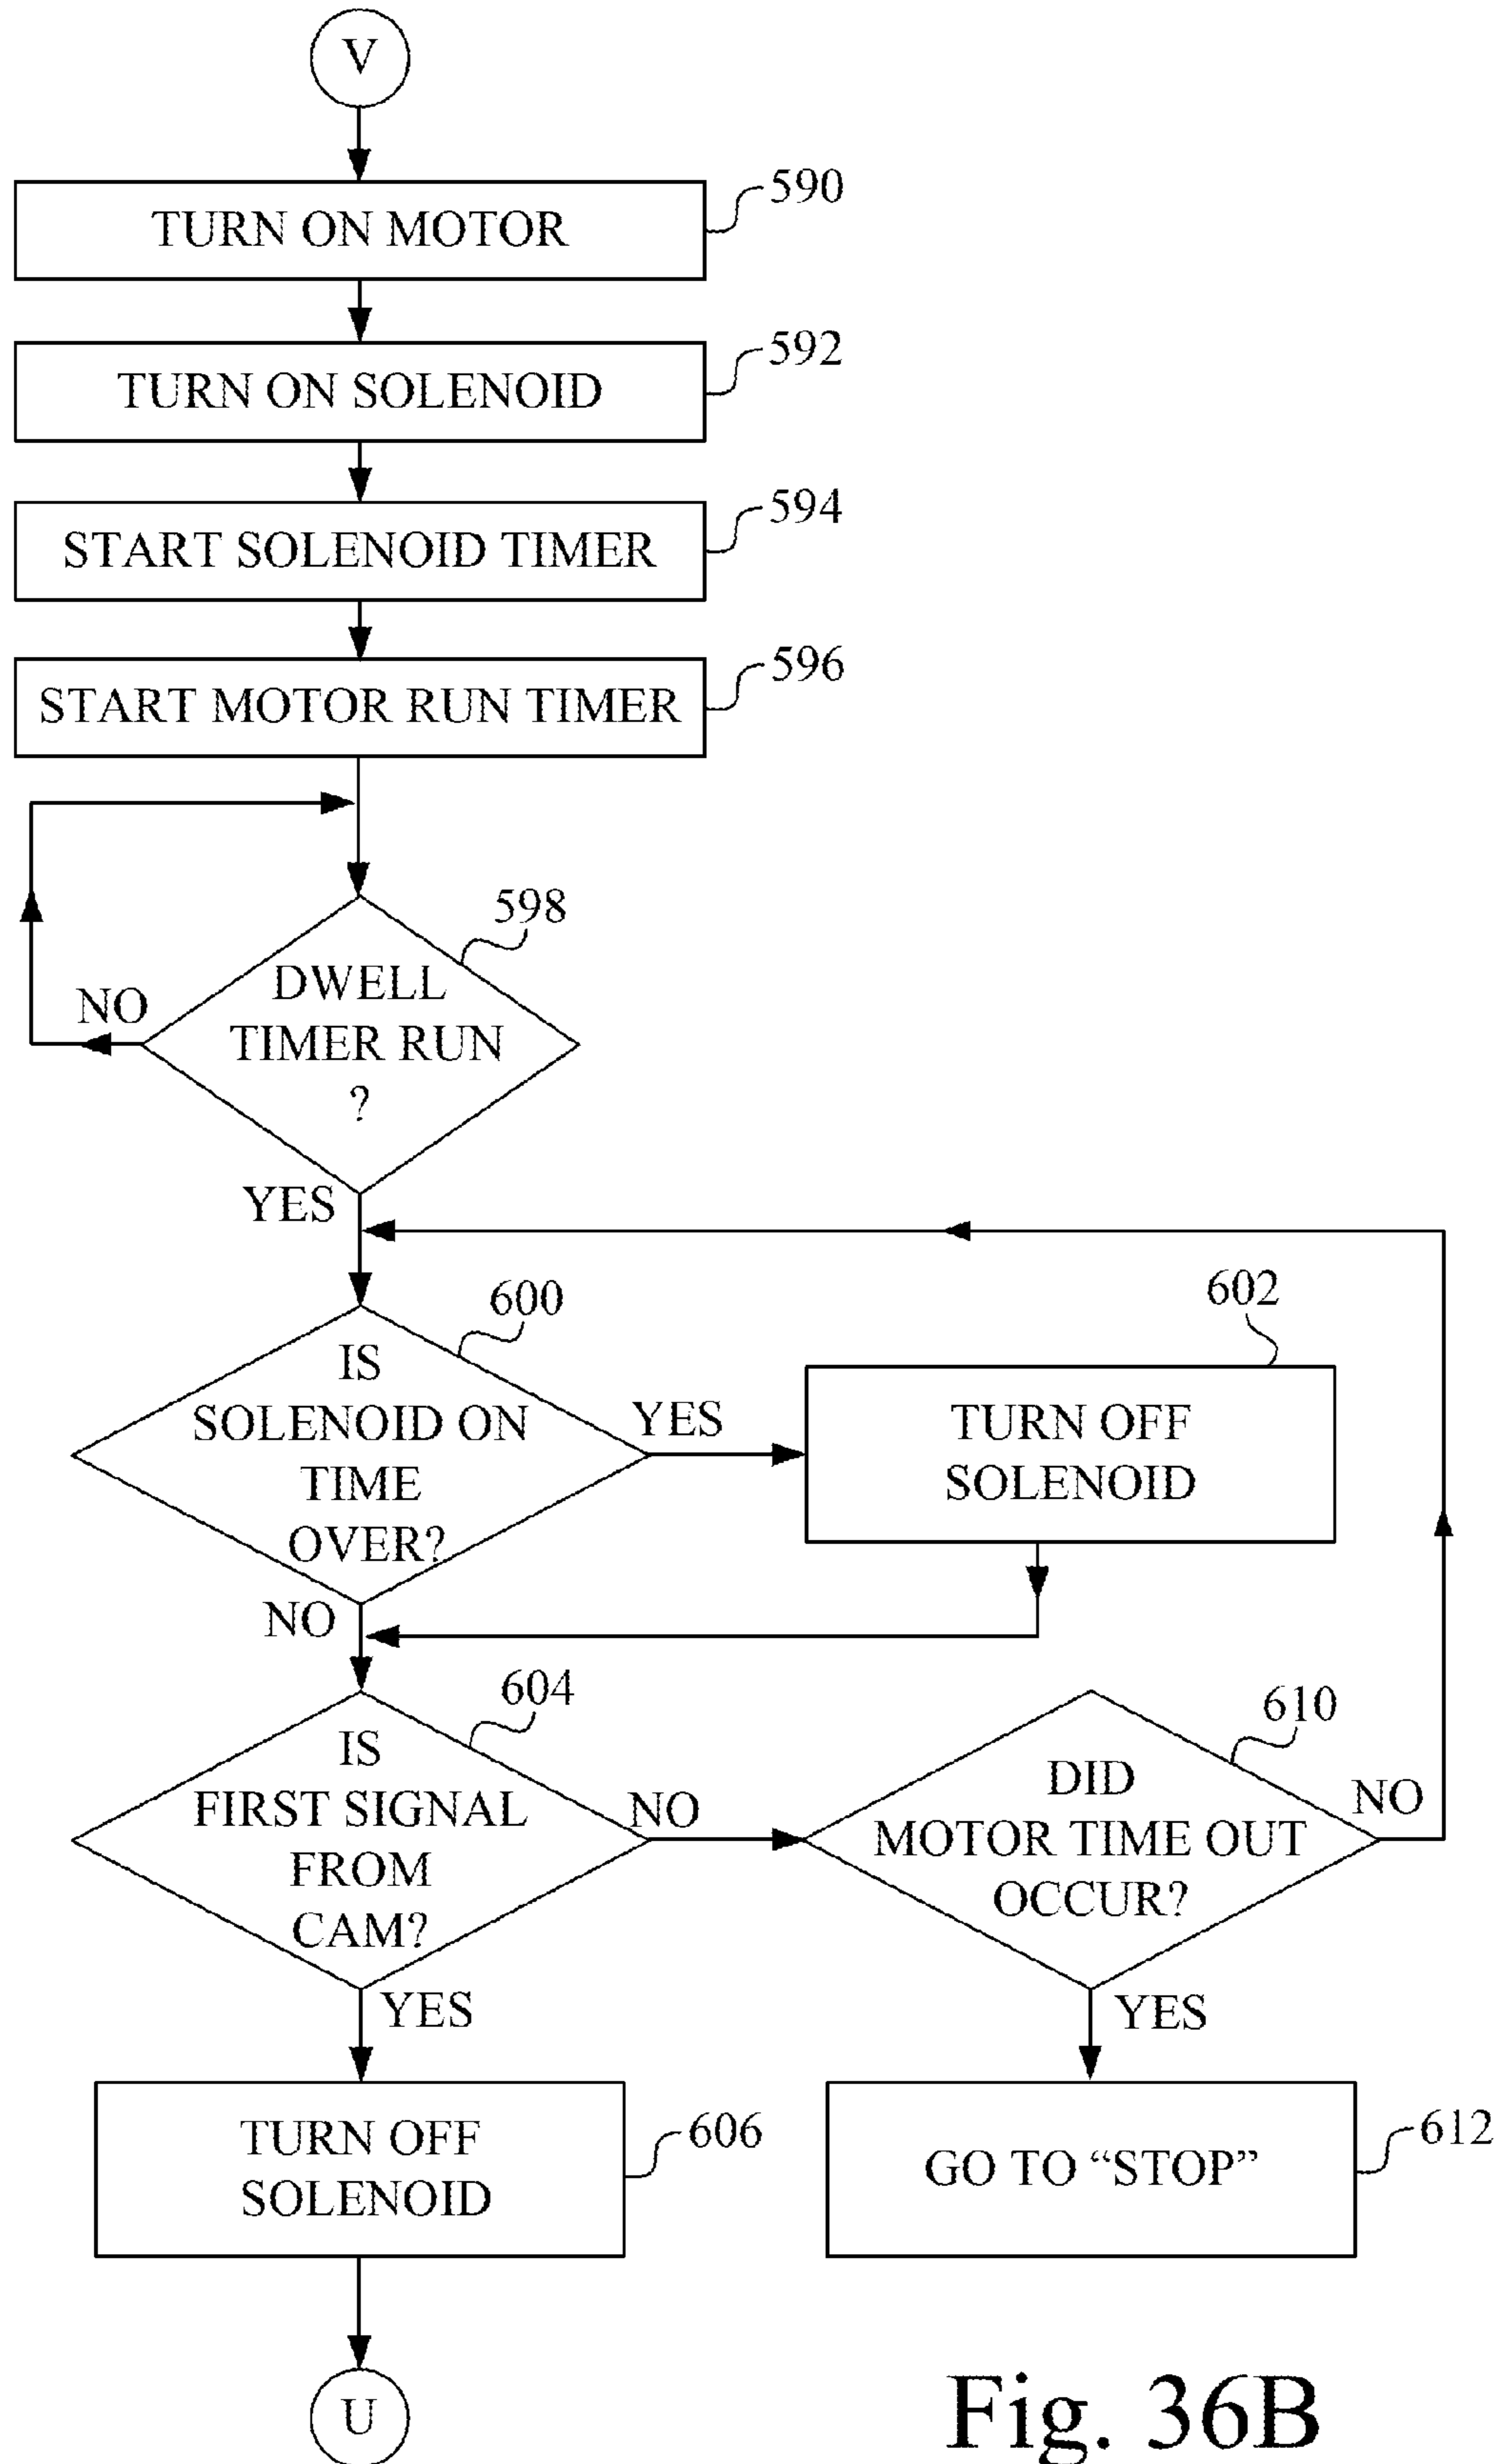 V
TURN ON MOTOR
590
TURN ON SOLENOID
592
START SOLENOID TIMER
594
START MOTOR RUN TIMER
596
598
DWELL
TIMER RUN
?
NO
YES
600
IS
SOLENOID ON
TIME
OVER?
YES
602
TURN OFF
SOLENOID
NO
604
IS
FIRST SIGNAL
FROM
CAM?
NO
610
DID
MOTOR TIME OUT
OCCUR?
NO
YES
YES
TURN OFF
SOLENOID
606
GO TO “STOP”
612
U
Fig. 36B